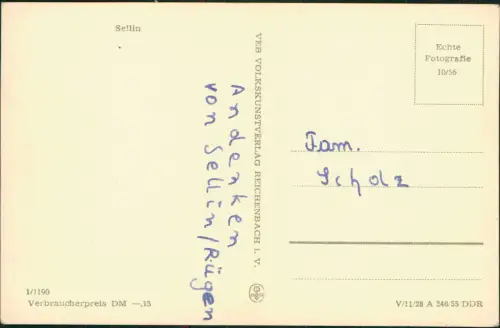 Sellin
Echte
Fotografie
10/56
VEB VOLKSKUNSTVERLAG REICHENBACH i. V.
Andenken
von Sellin/Rügen
Fam.
Scholz
1/1190
Verbraucherpreis DM —.15
V/11/28 A 246/55 DDR